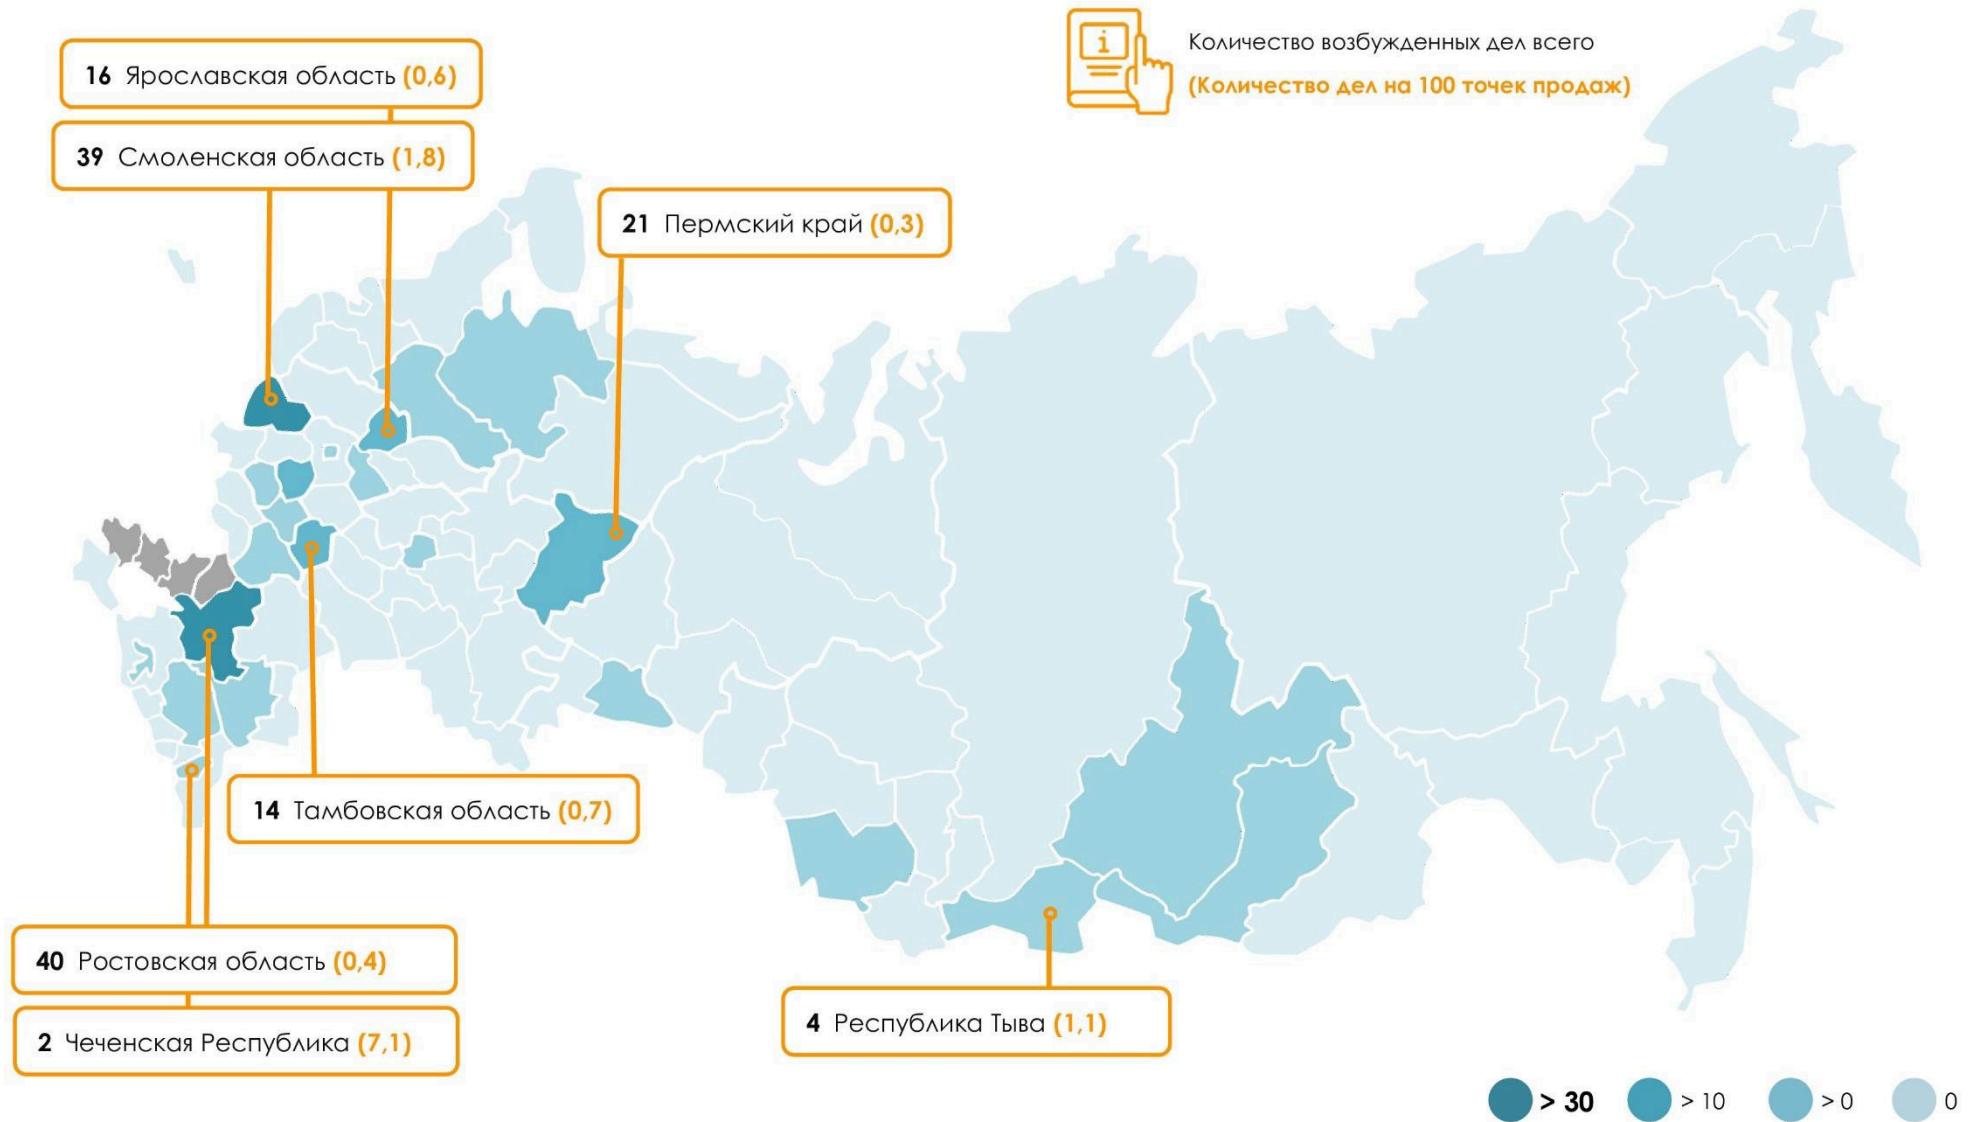 Количество возбужденных дел всего
(Количество дел на 100 точек продаж)
16 Ярославская область (0,6)
39 Смоленская область (1,8)
21 Пермский край (0,3)
14 Тамбовская область (0,7)
40 Ростовская область (0,4)
2 Чеченская Республика (7,1)
4 Республика Тыва (1,1)
> 30 > 10 > 0 0